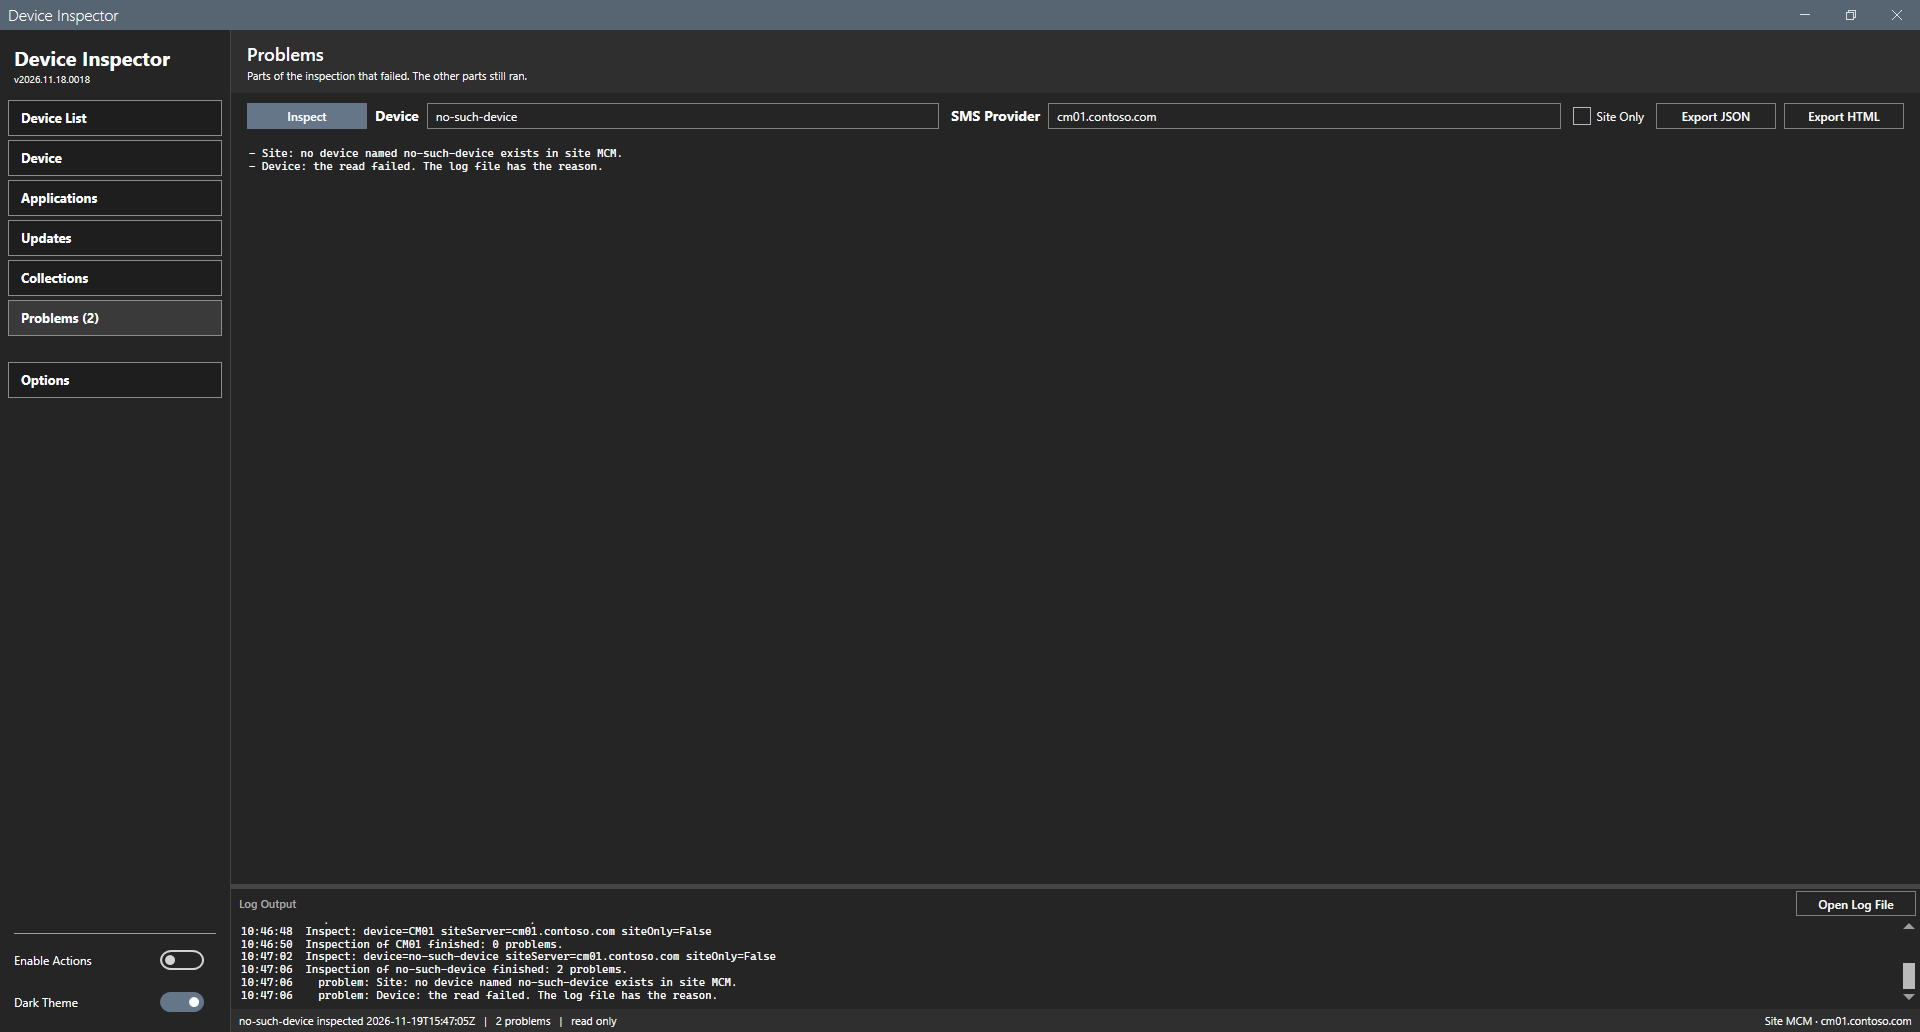 Device Inspector
Device Inspector
v2026.11.18.0018
Device List
Device
Applications
Updates
Collections
Problems (2)
Options
Enable Actions
Dark Theme
Problems
Parts of the inspection that failed. The other parts still ran.
Inspect Device no-such-device SMS Provider cm01.contoso.com Site Only Export JSON Export HTML
- Site: no device named no-such-device exists in site MCM.
- Device: the read failed. The log file has the reason.
Log Output
Open Log File
10:46:48 Inspect: device=CM01 siteServer=cm01.contoso.com siteOnly=False
10:46:50 Inspection of CM01 finished: 0 problems.
10:47:02 Inspect: device=no-such-device siteServer=cm01.contoso.com siteOnly=False
10:47:06 Inspection of no-such-device finished: 2 problems.
10:47:06 problem: Site: no device named no-such-device exists in site MCM.
10:47:06 problem: Device: the read failed. The log file has the reason.
no-such-device inspected 2026-11-19T15:47:05Z | 2 problems | read only
Site MCM · cm01.contoso.com